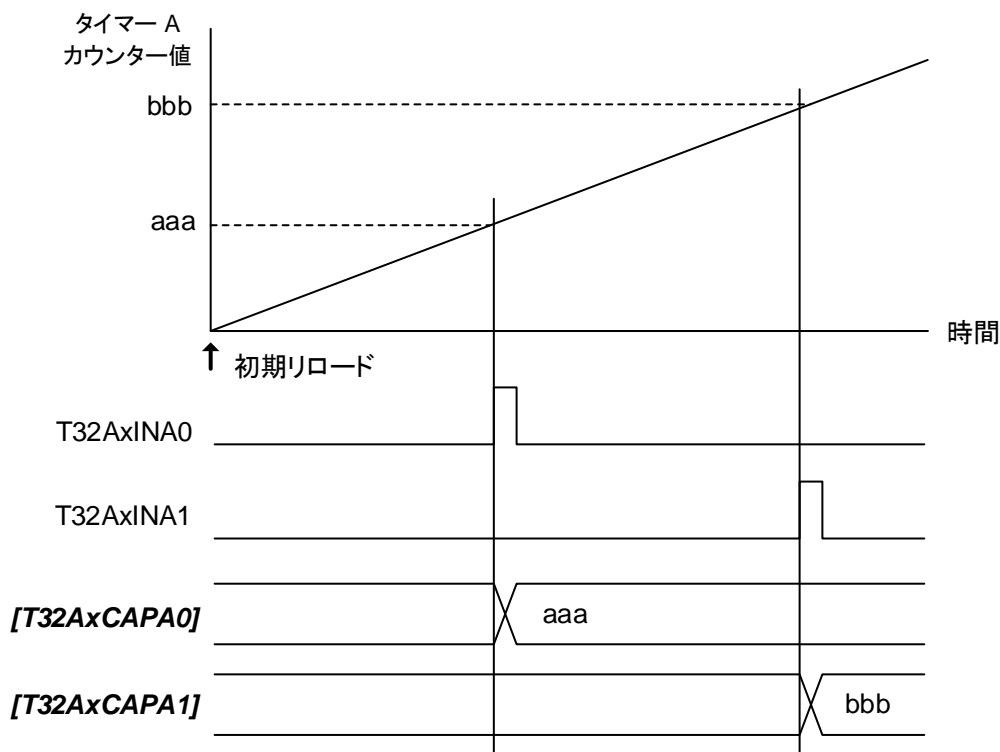 タイマー A
カウンター値
bbb
aaa
時間
初期リロード
T32AxINA0
T32AxINA1
[T32AxCAPA0]
aaa
[T32AxCAPA1]
bbb